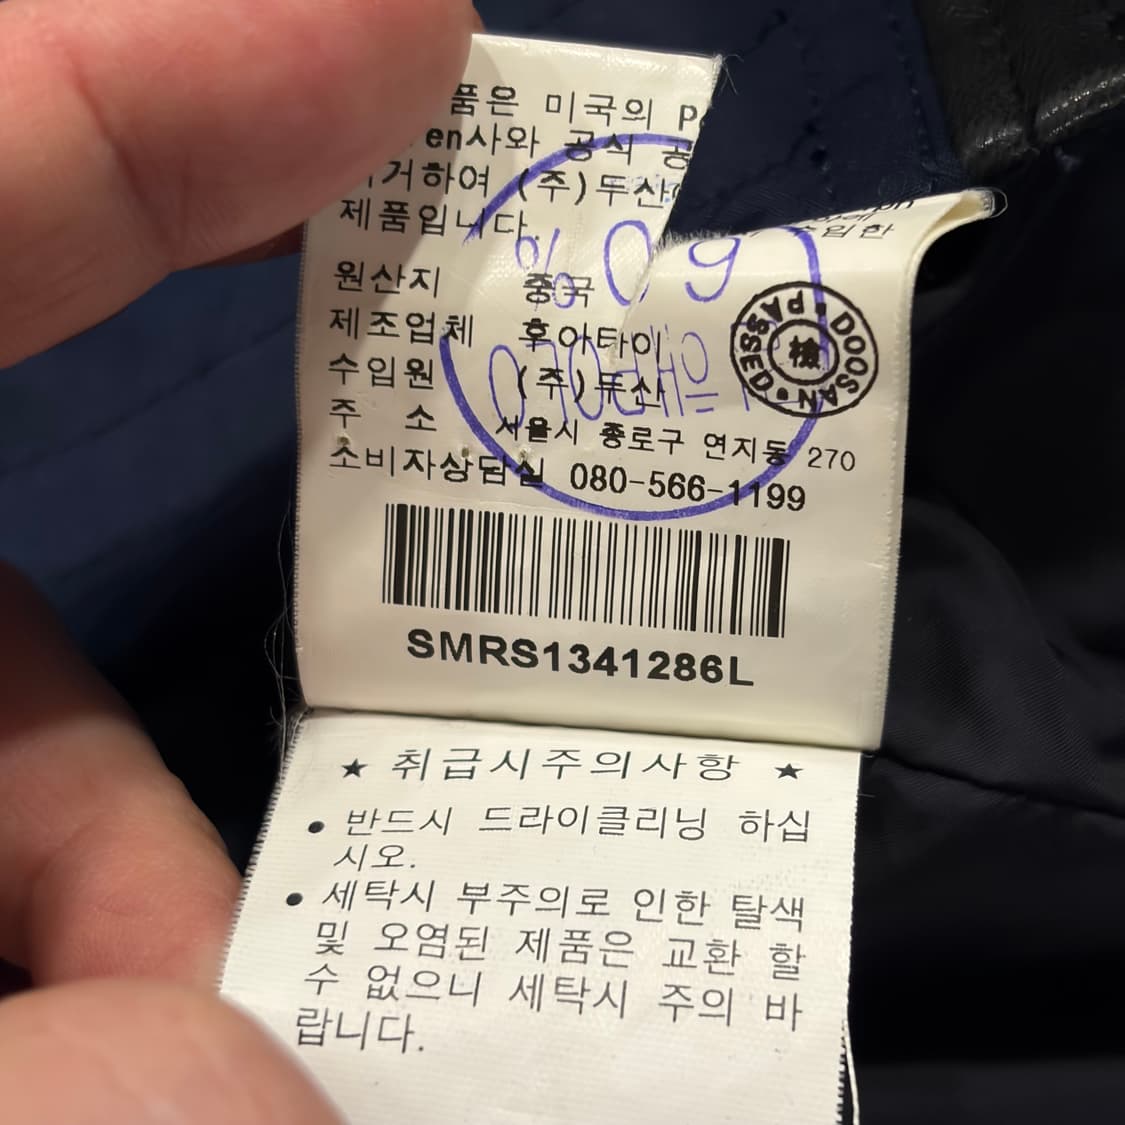 품은 미국의 P
en사와 공식 공
거하여 (주)두산
제품입니다.
수입한
원산지 중국
제조업체 후아타이
수입원 (주)두산
주 소 서울시 종로구 연지동 270
소비자상담실 080-566-1199
PASSED • DOOSAN •
檢
SMRS1341286L
★ 취급시주의사항 ★
• 반드시 드라이클리닝 하십
시오.
• 세탁시 부주의로 인한 탈색
및 오염된 제품은 교환 할
수 없으니 세탁시 주의 바
랍니다.